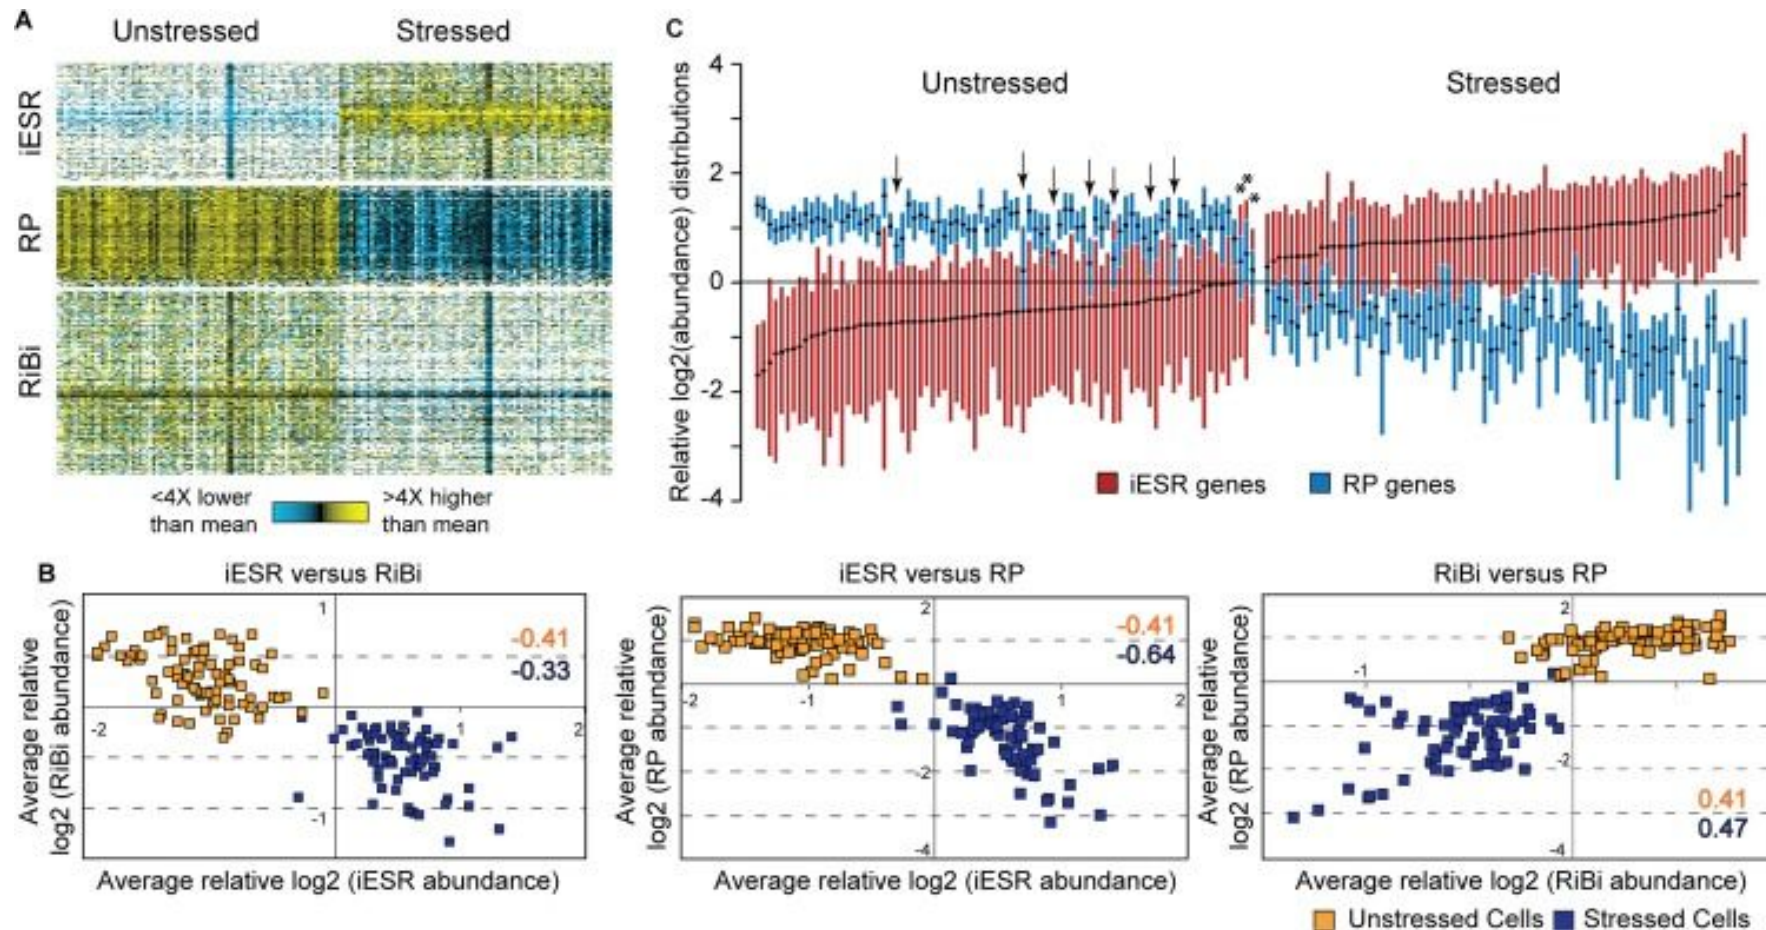 A
Unstressed
Stressed
iESR
RP
RiBi
<4X lower
than mean
>4X higher
than mean
C
Relative log2(abundance) distributions
4
2
0
-2
-4
Unstressed
Stressed
* * *
iESR genes
RP genes
B
iESR versus RiBi
Average relative
log2 (RiBi abundance)
1
-0.41
-0.33
-2
1
2
-1
Average relative log2 (iESR abundance)
iESR versus RP
Average relative
log2 (RP abundance)
2
-0.41
-0.64
-2
-1
1
2
-2
-4
Average relative log2 (iESR abundance)
RiBi versus RP
Average relative
log2 (RP abundance)
2
-1
-2
0.41
0.47
-4
Average relative log2 (RiBi abundance)
Unstressed Cells
Stressed Cells